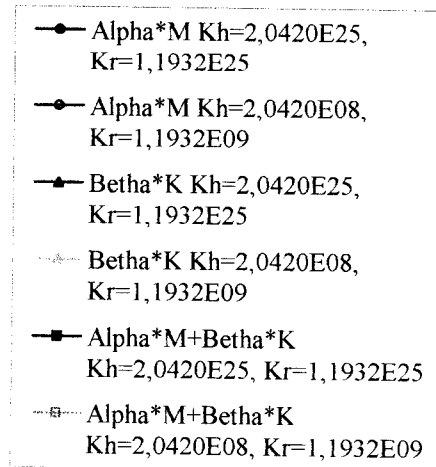 Alpha*M Kh=2,0420E25,
Kr=1,1932E25
Alpha*M Kh=2,0420E08,
Kr=1,1932E09
Betha*K Kh=2,0420E25,
Kr=1,1932E25
Betha*K Kh=2,0420E08,
Kr=1,1932E09
Alpha*M+Betha*K
Kh=2,0420E25, Kr=1,1932E25
Alpha*M+Betha*K
Kh=2,0420E08, Kr=1,1932E09